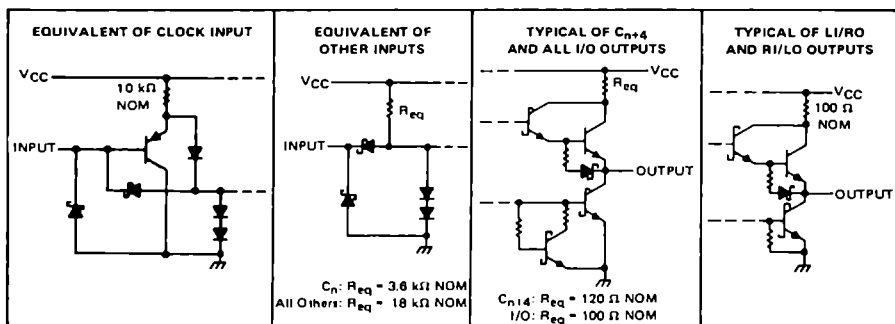 EQUIVALENT OF CLOCK INPUT
VCC
10 kΩ
NOM
INPUT
EQUIVALENT OF
OTHER INPUTS
VCC
Req
INPUT
Cn: Req = 3.6 kΩ NOM
All Others: Req = 18 kΩ NOM
TYPICAL OF Cn+4
AND ALL I/O OUTPUTS
VCC
Req
OUTPUT
Cn+4: Req = 120 Ω NOM
I/O: Req = 100 Ω NOM
TYPICAL OF LI/RO
AND RI/LO OUTPUTS
VCC
100 Ω
NOM
OUTPUT